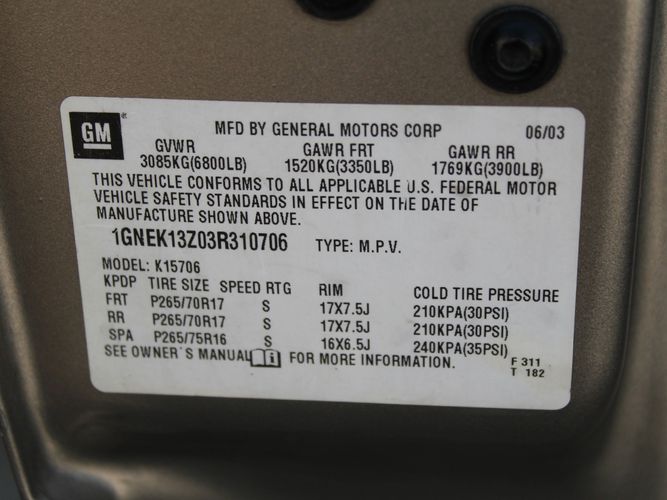 GM
MFD BY GENERAL MOTORS CORP 06/03
GVWR GAWR FRT GAWR RR
3085KG(6800LB) 1520KG(3350LB) 1769KG(3900LB)
THIS VEHICLE CONFORMS TO ALL APPLICABLE U.S. FEDERAL MOTOR
VEHICLE SAFETY STANDARDS IN EFFECT ON THE DATE OF
MANUFACTURE SHOWN ABOVE.
1GNEK13Z03R310706 TYPE: M.P.V.
MODEL: K15706
KPDP TIRE SIZE SPEED RTG RIM COLD TIRE PRESSURE
FRT P265/70R17 S 17X7.5J 210KPA(30PSI)
RR P265/70R17 S 17X7.5J 210KPA(30PSI)
SPA P265/75R16 S 16X6.5J 240KPA(35PSI)
SEE OWNER'S MANUAL FOR MORE INFORMATION.
F 311
T 182